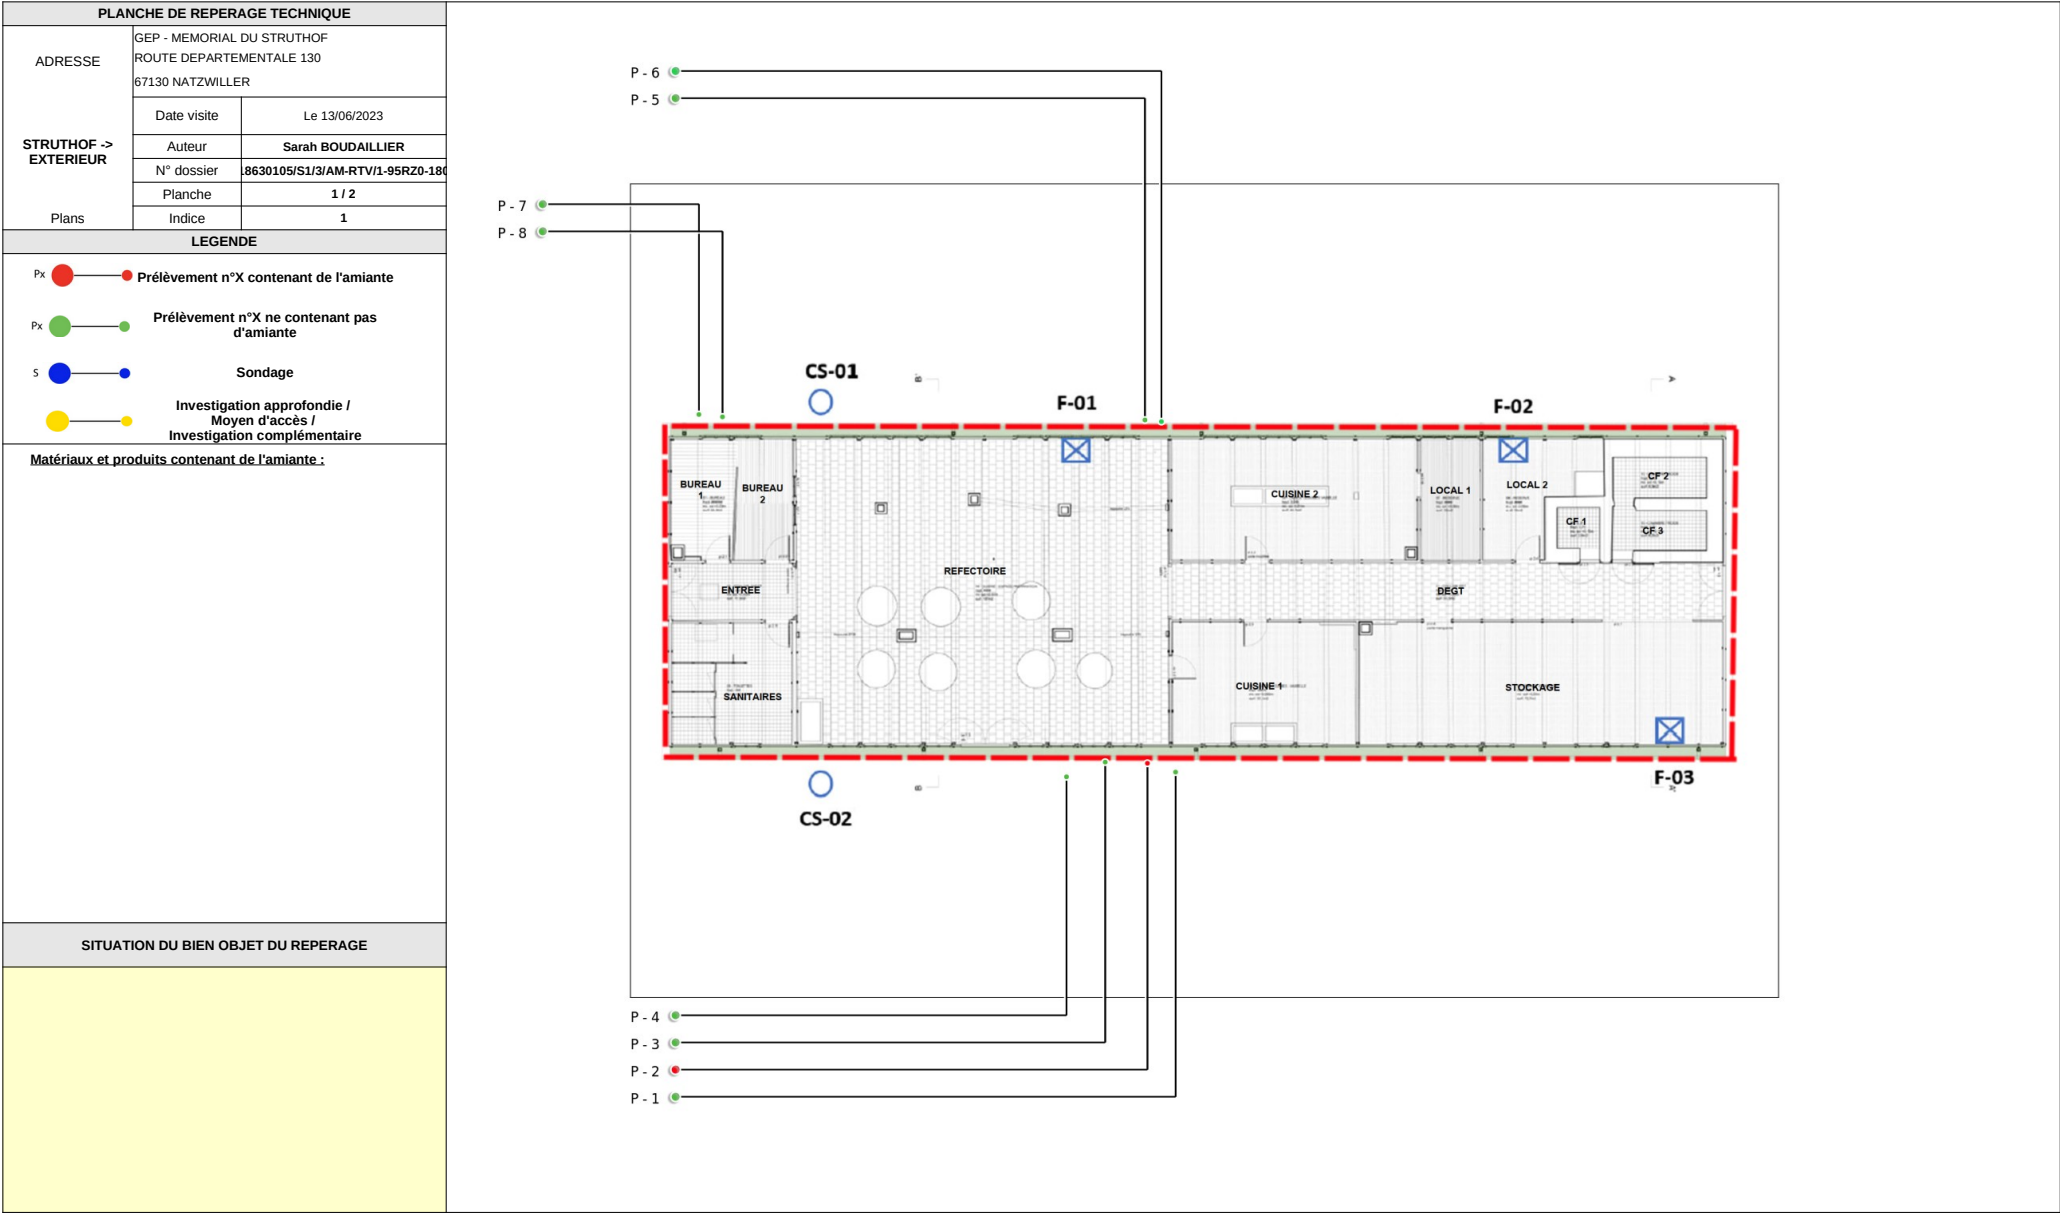 PLANCHE DE REPERAGE TECHNIQUE
ADRESSE
GEP - MEMORIAL DU STRUTHOF
ROUTE DEPARTEMENTALE 130
67130 NATZWILLER
STRUTHOF ->
EXTERIEUR
Plans
Date visite
Le 13/06/2023
Auteur
Sarah BOUDAILLIER
N° dossier
8630105/S1/3/AM-RTV/1-95RZ0-180
Planche
1 / 2
Indice
1
LEGENDE
Px
Prélèvement n°X contenant de l'amiante
Px
Prélèvement n°X ne contenant pas
d'amiante
S
Sondage
Investigation approfondie /
Moyen d'accès /
Investigation complémentaire
Matériaux et produits contenant de l'amiante :
SITUATION DU BIEN OBJET DU REPERAGE
P - 6
P - 5
P - 7
P - 8
CS-01
F-01
F-02
BUREAU
1
BUREAU
2
CUISINE 2
LOCAL 1
LOCAL 2
CF 2
CF 1
CF 3
REFECTOIRE
ENTREE
DEGT
SANITAIRES
CUISINE 1
STOCKAGE
F-03
CS-02
P - 4
P - 3
P - 2
P - 1